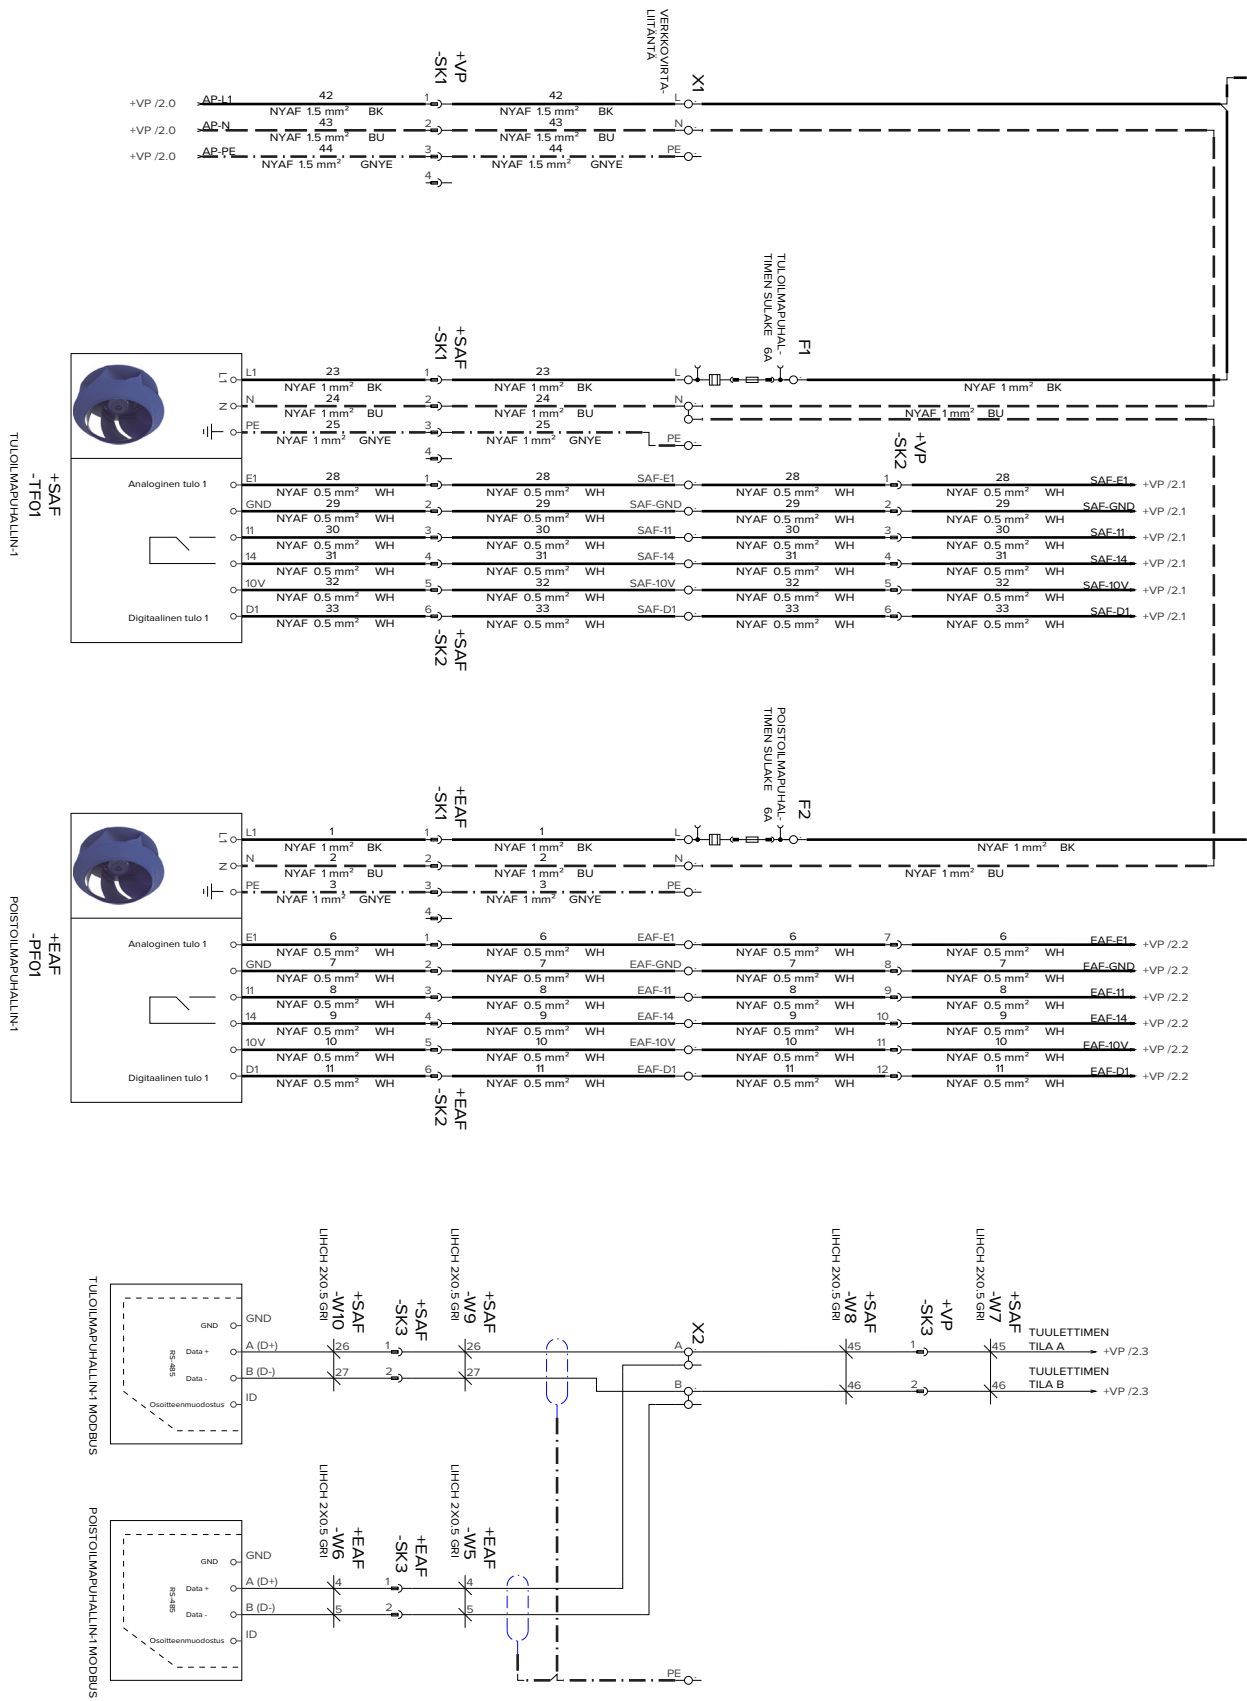 VERKKOVIRTA-
LIITÄNTÄ
X1
+VP
-SK1
+VP /2.0 AP-L1 42 1 42 L
NYAF 1.5 mm² BK NYAF 1.5 mm² BK
+VP /2.0 AP-N 43 2 43 N
NYAF 1.5 mm² BU NYAF 1.5 mm² BU
+VP /2.0 AP-PE 44 3 44 PE
NYAF 1.5 mm² GNYE NYAF 1.5 mm² GNYE
4
TULOILMAPUHAL-
TIMEN SULAKE 6A
F1
+SAF
-SK1
L1 L1 23 1 23 L
NYAF 1 mm² BK NYAF 1 mm² BK NYAF 1 mm² BK
N N 24 2 24 N
NYAF 1 mm² BU NYAF 1 mm² BU NYAF 1 mm² BU
PE 25 3 25 PE
NYAF 1 mm² GNYE NYAF 1 mm² GNYE
4
+VP
-SK2
Analoginen tulo 1 E1 28 1 28 SAF-E1 28 1 28 SAF-E1 +VP /2.1
NYAF 0.5 mm² WH NYAF 0.5 mm² WH NYAF 0.5 mm² WH NYAF 0.5 mm² WH
GND 29 2 29 SAF-GND 29 2 29 SAF-GND +VP /2.1
NYAF 0.5 mm² WH NYAF 0.5 mm² WH NYAF 0.5 mm² WH NYAF 0.5 mm² WH
11 30 3 30 SAF-11 30 3 30 SAF-11 +VP /2.1
NYAF 0.5 mm² WH NYAF 0.5 mm² WH NYAF 0.5 mm² WH NYAF 0.5 mm² WH
14 31 4 31 SAF-14 31 4 31 SAF-14 +VP /2.1
NYAF 0.5 mm² WH NYAF 0.5 mm² WH NYAF 0.5 mm² WH NYAF 0.5 mm² WH
10V 32 5 32 SAF-10V 32 5 32 SAF-10V +VP /2.1
NYAF 0.5 mm² WH NYAF 0.5 mm² WH NYAF 0.5 mm² WH NYAF 0.5 mm² WH
Digitaalinen tulo 1 D1 33 6 33 SAF-D1 33 6 33 SAF-D1 +VP /2.1
NYAF 0.5 mm² WH NYAF 0.5 mm² WH NYAF 0.5 mm² WH NYAF 0.5 mm² WH
+SAF
-SK2
+SAF
-TF01
TULOILMAPUHALLIN-1
POISTOILMAPUHAL-
TIMEN SULAKE 6A
F2
+EAF
-SK1
L1 L1 1 1 1 L
NYAF 1 mm² BK NYAF 1 mm² BK NYAF 1 mm² BK
N N 2 2 2 N
NYAF 1 mm² BU NYAF 1 mm² BU NYAF 1 mm² BU
PE 3 3 3 PE
NYAF 1 mm² GNYE NYAF 1 mm² GNYE
4
Analoginen tulo 1 E1 6 1 6 EAF-E1 6 7 6 EAF-E1 +VP /2.2
NYAF 0.5 mm² WH NYAF 0.5 mm² WH NYAF 0.5 mm² WH NYAF 0.5 mm² WH
GND 7 2 7 EAF-GND 7 8 7 EAF-GND +VP /2.2
NYAF 0.5 mm² WH NYAF 0.5 mm² WH NYAF 0.5 mm² WH NYAF 0.5 mm² WH
11 8 3 8 EAF-11 8 9 8 EAF-11 +VP /2.2
NYAF 0.5 mm² WH NYAF 0.5 mm² WH NYAF 0.5 mm² WH NYAF 0.5 mm² WH
14 9 4 9 EAF-14 9 10 9 EAF-14 +VP /2.2
NYAF 0.5 mm² WH NYAF 0.5 mm² WH NYAF 0.5 mm² WH NYAF 0.5 mm² WH
10V 10 5 10 EAF-10V 10 11 10 EAF-10V +VP /2.2
NYAF 0.5 mm² WH NYAF 0.5 mm² WH NYAF 0.5 mm² WH NYAF 0.5 mm² WH
Digitaalinen tulo 1 D1 11 6 11 EAF-D1 11 12 11 EAF-D1 +VP /2.2
NYAF 0.5 mm² WH NYAF 0.5 mm² WH NYAF 0.5 mm² WH NYAF 0.5 mm² WH
+EAF
-SK2
+EAF
-PF01
POISTOILMAPUHALLIN-1
+SAF
-W10
LIHCH 2X0.5 GRI
+SAF
-SK3
+SAF
-W9
LIHCH 2X0.5 GRI
X2
+SAF
-W8
LIHCH 2X0.5 GRI
+VP
-SK3
+SAF
-W7
LIHCH 2X0.5 GRI
GND GND
TUULETTIMEN
Data + A (D+) 26 1 26 A 45 1 45 TILA A +VP /2.3
RS-485
TUULETTIMEN
Data - B (D-) 27 2 27 B 46 2 46 TILA B +VP /2.3
Osoitteenmuodostus ID
TULOILMAPUHALLIN-1 MODBUS
+EAF
-W6
LIHCH 2X0.5 GRI
+EAF
-SK3
+EAF
-W5
LIHCH 2X0.5 GRI
GND GND
Data + A (D+) 4 1 4
RS-485
Data - B (D-) 5 2 5
Osoitteenmuodostus ID
PE
POISTOILMAPUHALLIN-1 MODBUS